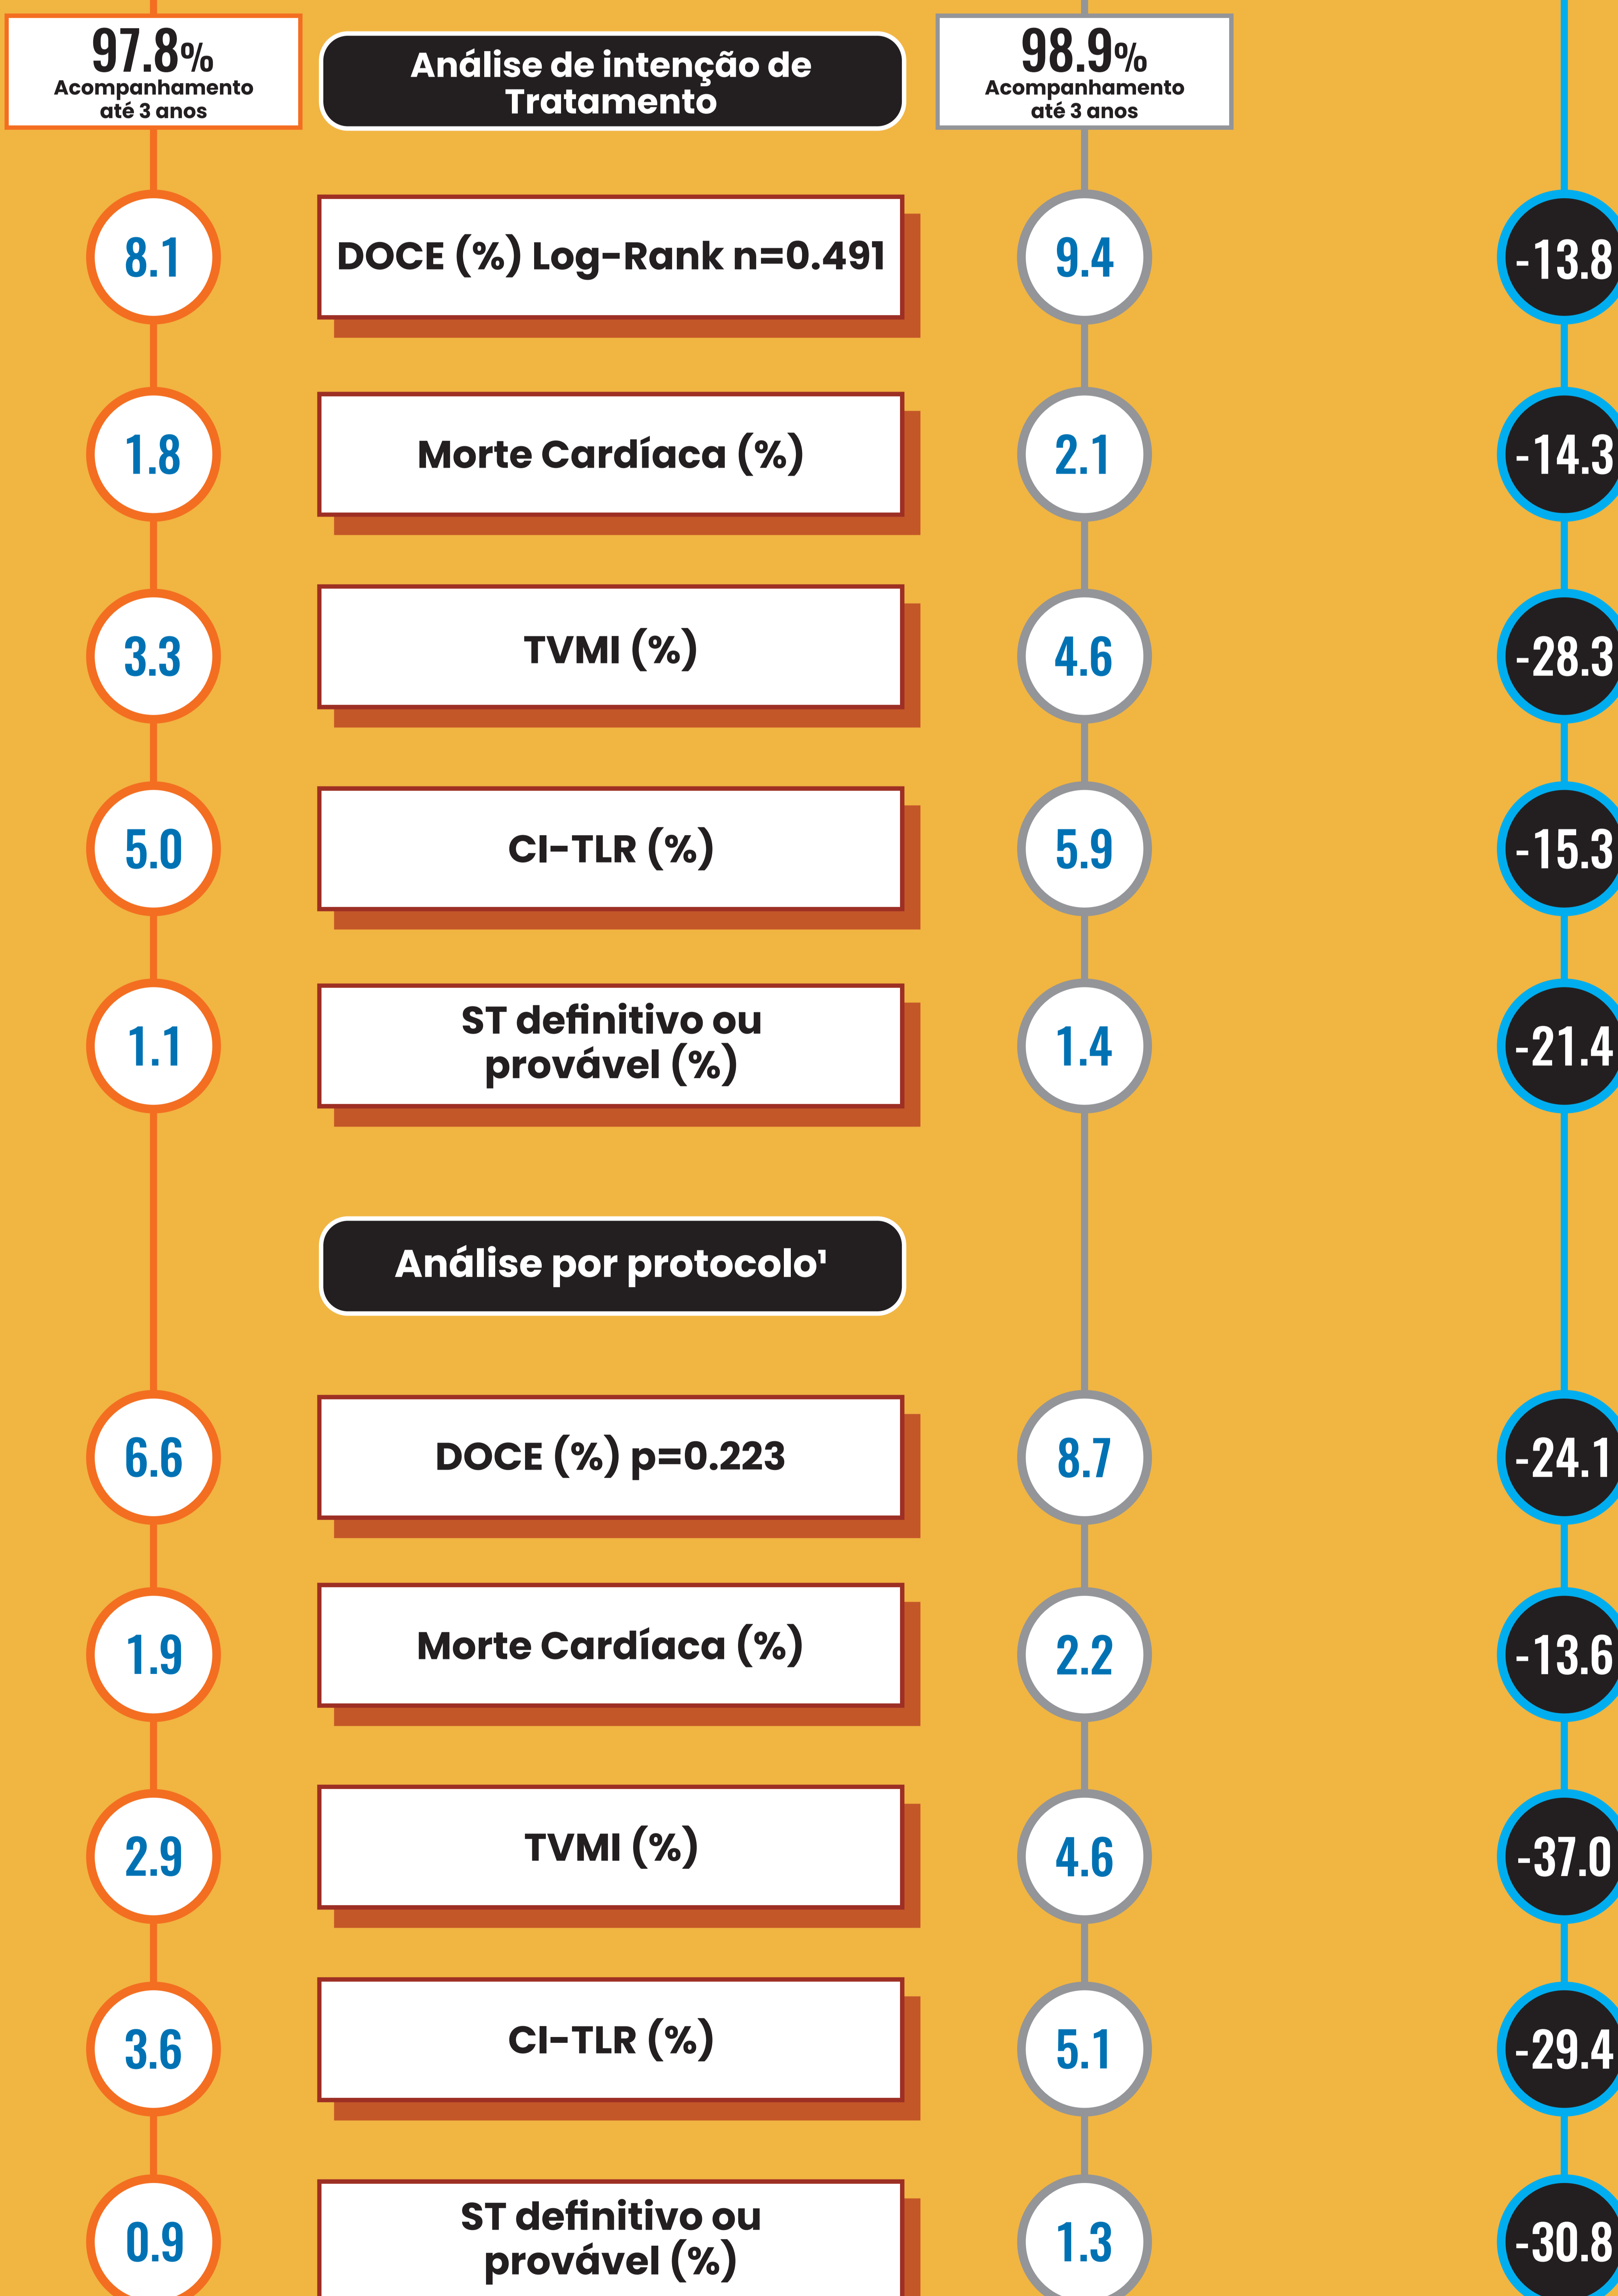 97.8%
Acompanhamento
até 3 anos
Análise de intenção de
Tratamento
98.9%
Acompanhamento
até 3 anos
8.1
DOCE (%) Log-Rank n=0.491
9.4
-13.8
1.8
Morte Cardíaca (%)
2.1
-14.3
3.3
TVMI (%)
4.6
-28.3
5.0
CI-TLR (%)
5.9
-15.3
1.1
ST definitivo ou
provável (%)
1.4
-21.4
Análise por protocolo¹
6.6
DOCE (%) p=0.223
8.7
-24.1
1.9
Morte Cardíaca (%)
2.2
-13.6
2.9
TVMI (%)
4.6
-37.0
3.6
CI-TLR (%)
5.1
-29.4
0.9
ST definitivo ou
provável (%)
1.3
-30.8